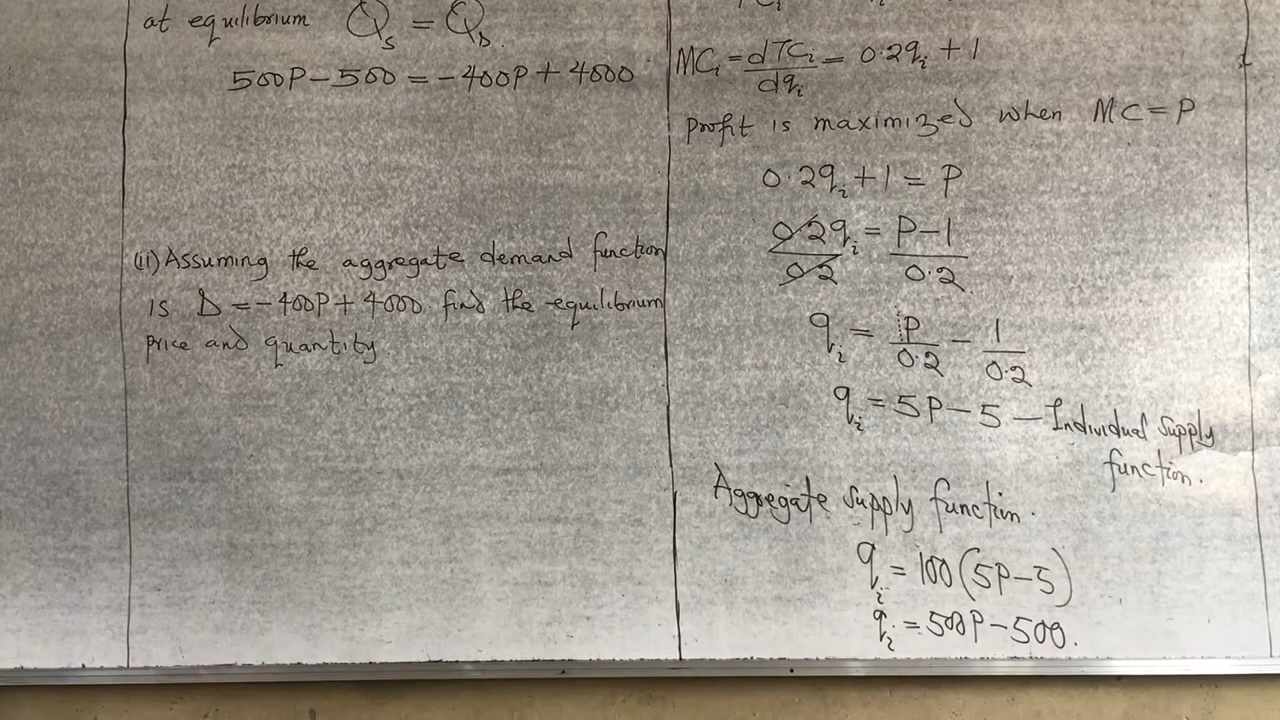 at equilibrium Qs = QD.
500P - 500 = -400P + 4000
(ii) Assuming the aggregate demand function
is D = -400P + 4000. find the equilibrium
price and quantity.
MCi = dTCi/dqi = 0.2qi + 1
profit is maximized when MC = P
0.2qi + 1 = P
0.2qi/0.2 = P-1/0.2
qi = P/0.2 - 1/0.2
qi = 5P - 5 — Individual supply
function.
Aggregate supply function.
qi = 100(5P-5)
qi = 500P - 500.